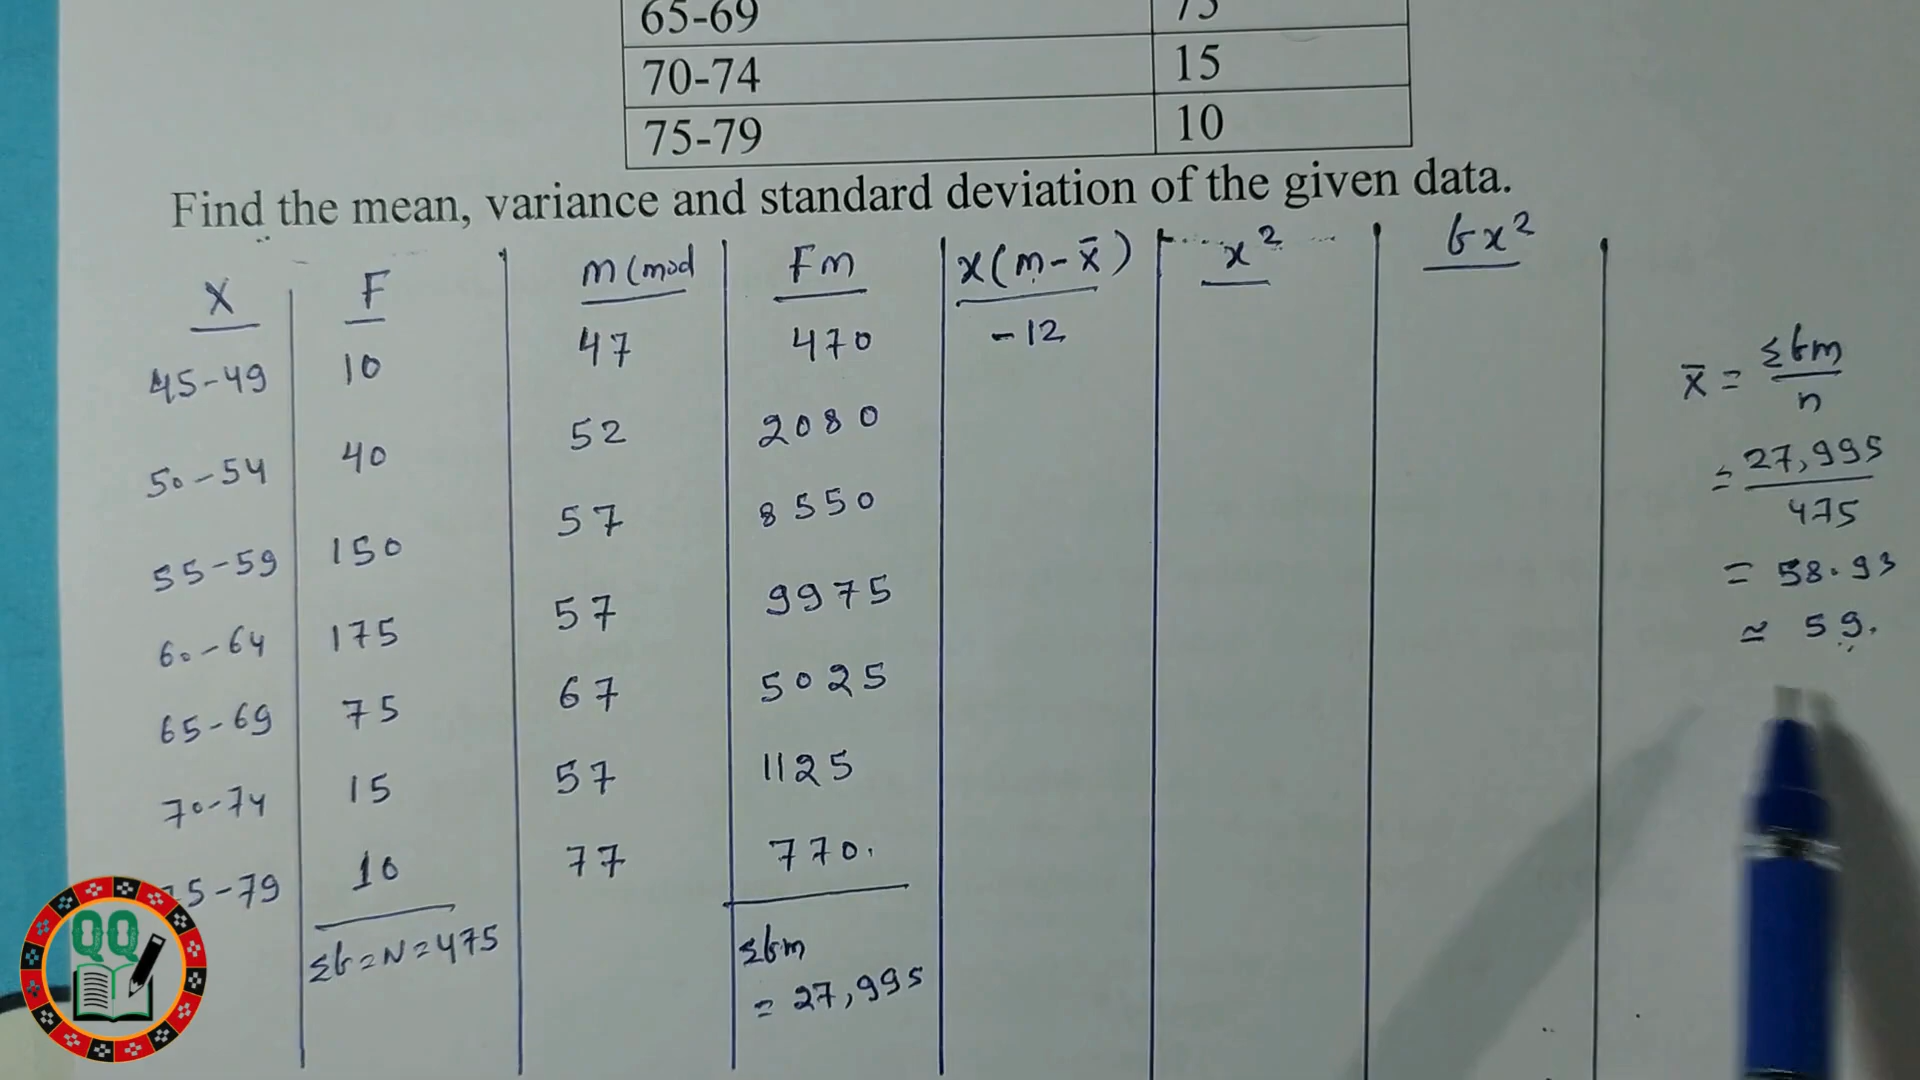 65-69 75
70-74 15
75-79 10
Find the mean, variance and standard deviation of the given data.
X F m (mod Fm x(m-x̄) x² fx²
45-49 10 47 470 -12
50-54 40 52 2080
55-59 150 57 8550
60-64 175 57 9975
65-69 75 67 5025
70-74 15 57 1125
75-79 10 77 770.
Σf=N=475
Σfm
= 27,995
x̄ = Σfm
n
= 27,995
475
= 58.93
≃ 59.
QQ